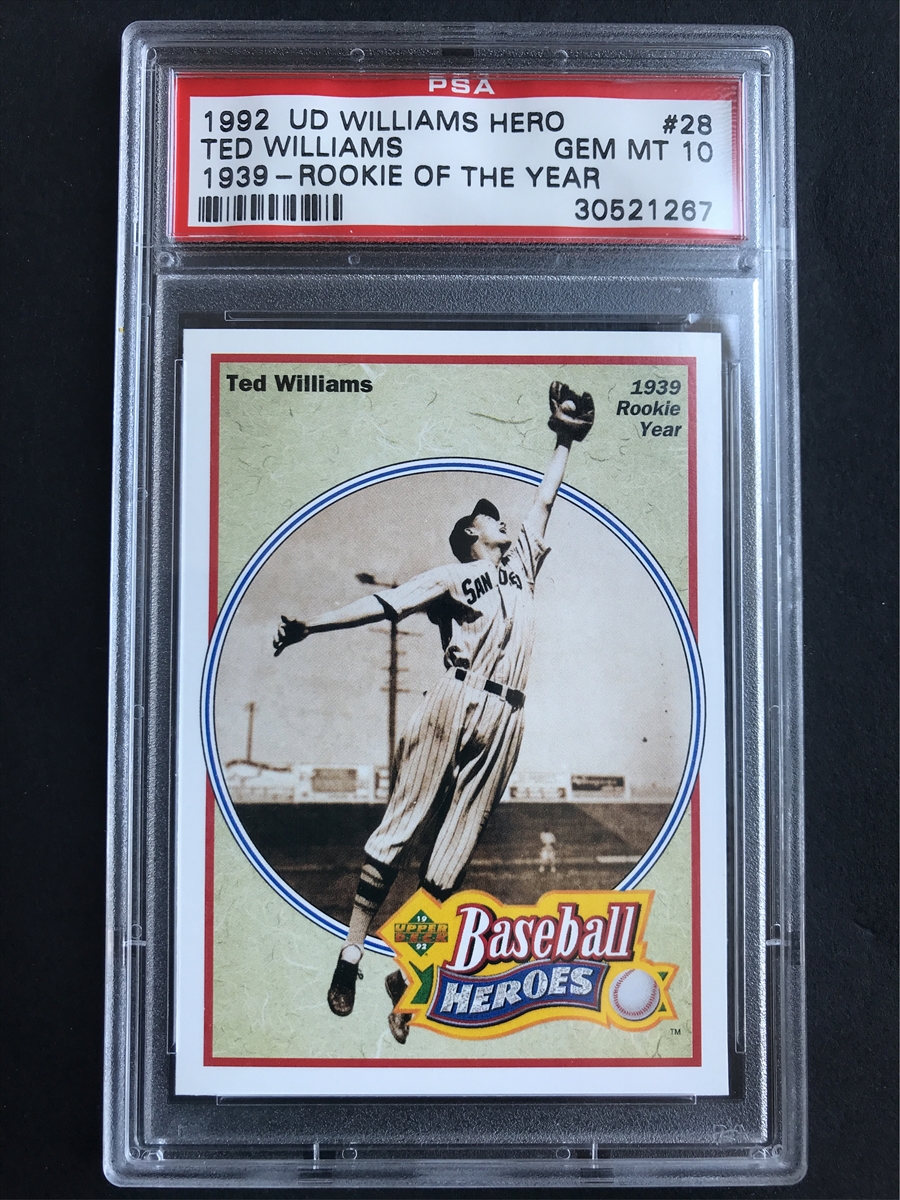 PSA
1992 UD WILLIAMS HERO #28
TED WILLIAMS GEM MT 10
1939-ROOKIE OF THE YEAR
30521267
Ted Williams
1939
Rookie
Year
SAN
19
UPPER
DECK
92
Baseball
HEROES
TM